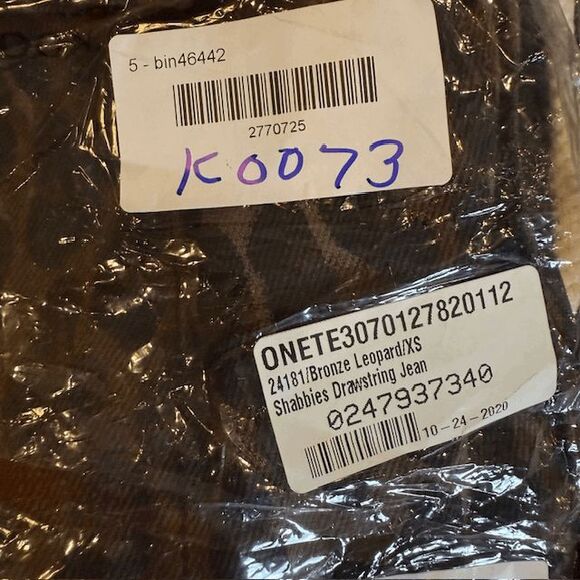 5 - bin46442
2770725
K0073
ONETE3070127820112
24181/Bronze Leopard/XS
Shabbies Drawstring Jean
0247937340
10-24-2020